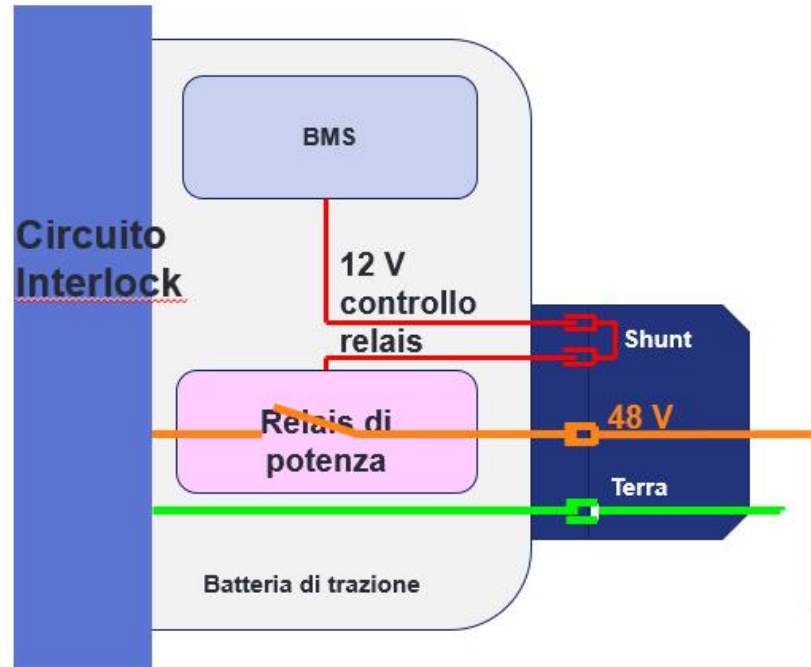 BMS
Circuito
Interlock
12 V
controllo
relais
Shunt
Relais di
potenza
48 V
Terra
Batteria di trazione